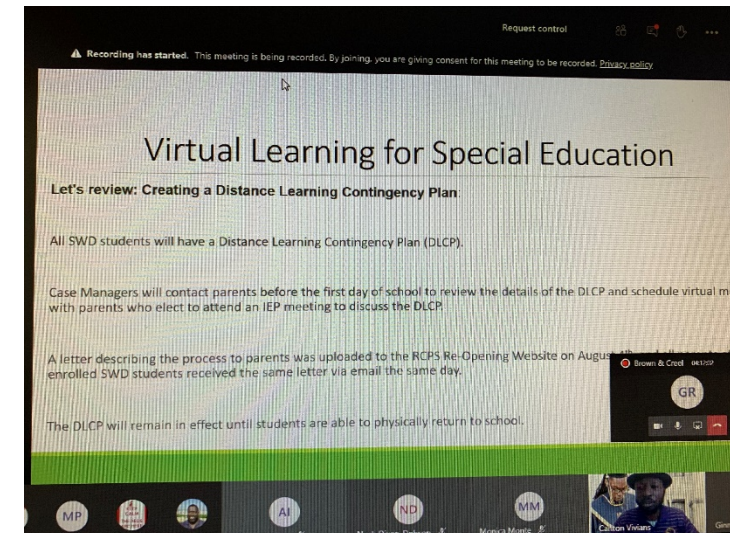 Request control
Recording has started. This meeting is being recorded. By joining, you are giving consent for this meeting to be recorded. Privacy policy
Virtual Learning for Special Education
Let's review: Creating a Distance Learning Contingency Plan
All SWD students will have a Distance Learning Contingency Plan (DLCP).
Case Managers will contact parents before the first day of school to review the details of the DLCP and schedule virtual m
with parents who elect to attend an IEP meeting to discuss the DLCP.
A letter describing the process to parents was uploaded to the RCPS Re-Opening Website on Augus
enrolled SWD students received the same letter via email the same day.
Brown & Creel
GR
The DLCP will remain in effect until students are able to physically return to school.
MP
AI
ND
MM
Monica Monte
Carlton Vivians